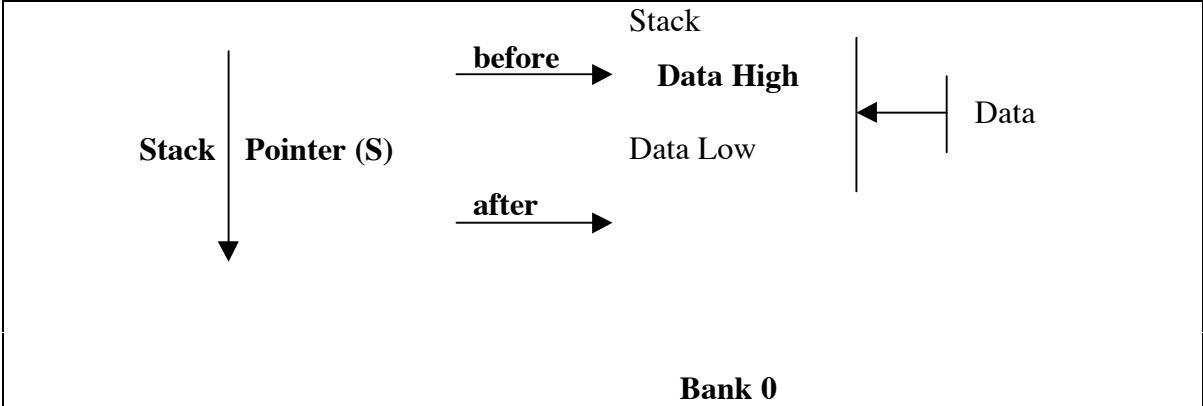 Stack
before
Data High
Data
Stack Pointer (S)
Data Low
after
Bank 0